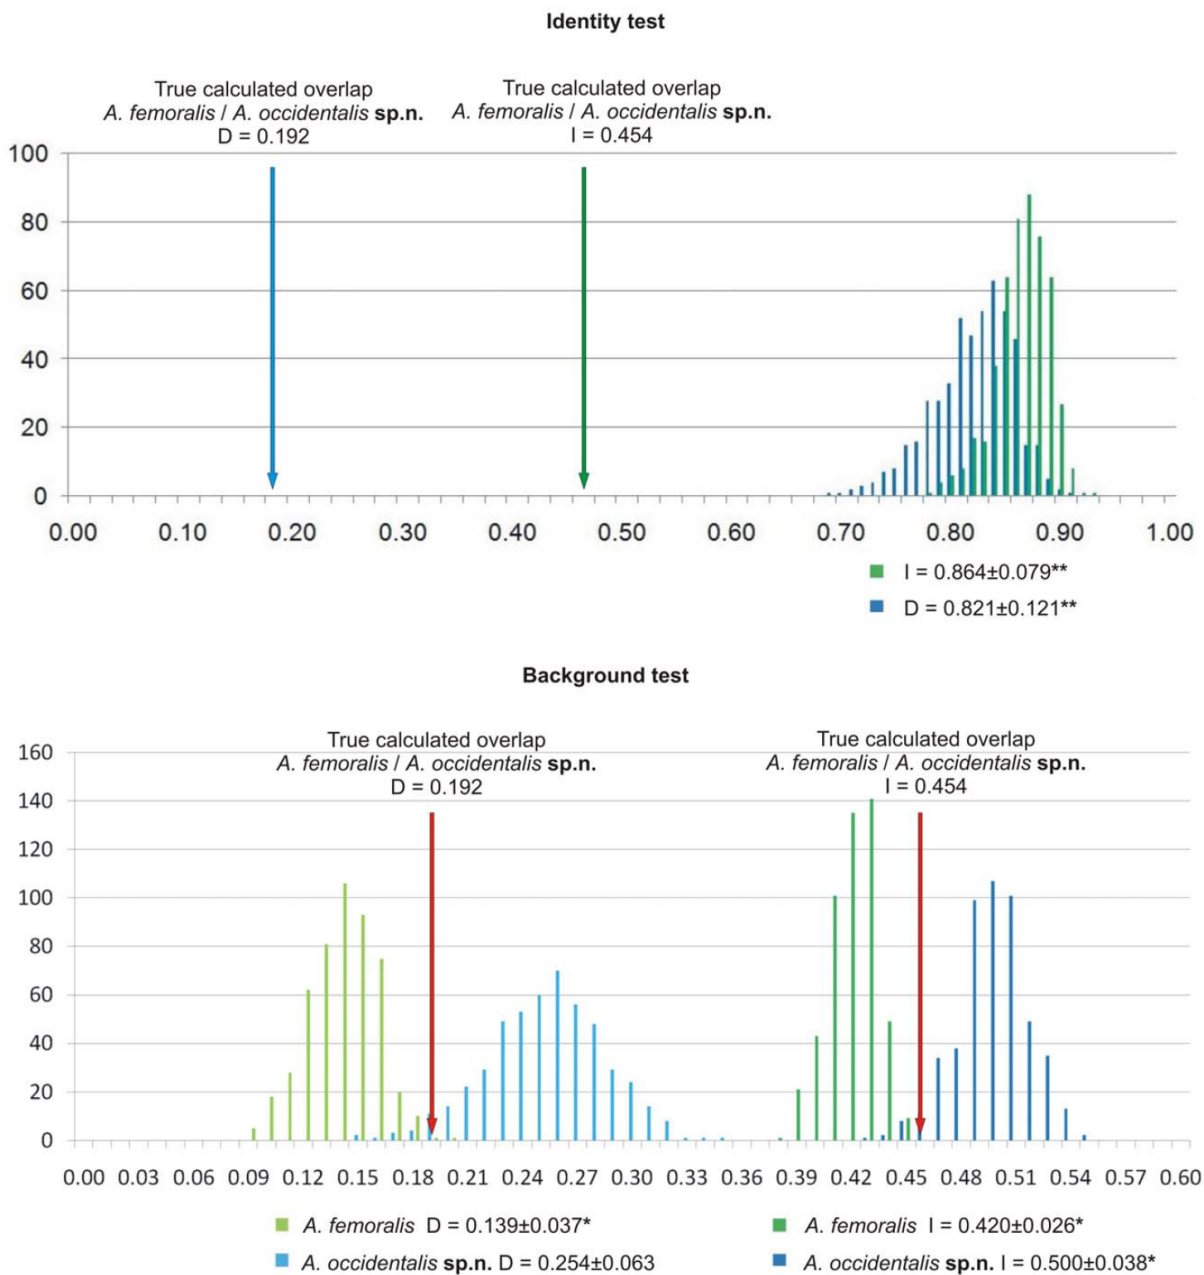 Identity test
True calculated overlap
A. femoralis / A. occidentalis sp.n.
D = 0.192
True calculated overlap
A. femoralis / A. occidentalis sp.n.
I = 0.454
100
80
60
40
20
0
0.00 0.10 0.20 0.30 0.40 0.50 0.60 0.70 0.80 0.90 1.00
I = 0.864±0.079**
D = 0.821±0.121**
Background test
True calculated overlap
A. femoralis / A. occidentalis sp.n.
D = 0.192
True calculated overlap
A. femoralis / A. occidentalis sp.n.
I = 0.454
160
140
120
100
80
60
40
20
0
0.00 0.03 0.06 0.09 0.12 0.15 0.18 0.21 0.24 0.27 0.30 0.33 0.36 0.39 0.42 0.45 0.48 0.51 0.54 0.57 0.60
A. femoralis D = 0.139±0.037*
A. occidentalis sp.n. D = 0.254±0.063
A. femoralis I = 0.420±0.026*
A. occidentalis sp.n. I = 0.500±0.038*